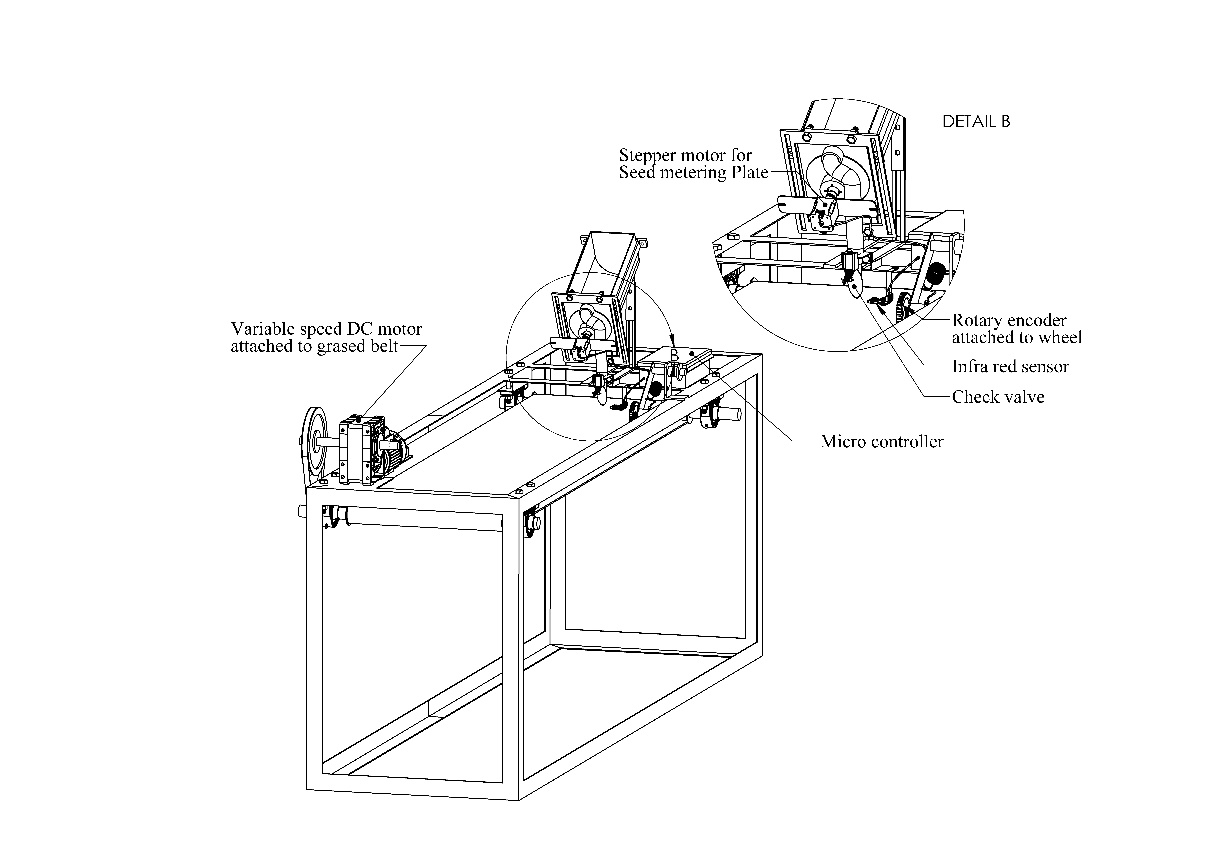 DETAIL B
Stepper motor for
Seed metering Plate
Variable speed DC motor
attached to grased belt
Rotary encoder
attached to wheel
Infra red sensor
Check valve
Micro controller